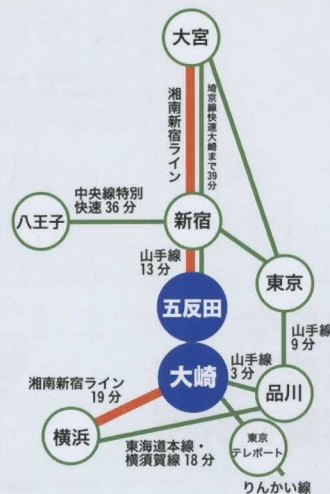 大宮
湘南新宿ライン
埼京線快速大崎まで39分
中央線特別
快速 36 分
八王子
新宿
山手線
13 分
東京
五反田
山手線
9 分
大崎
山手線
3 分
湘南新宿ライン
19 分
品川
横浜
東海道本線・
横須賀線 18 分
東京
テレポート
りんかい線